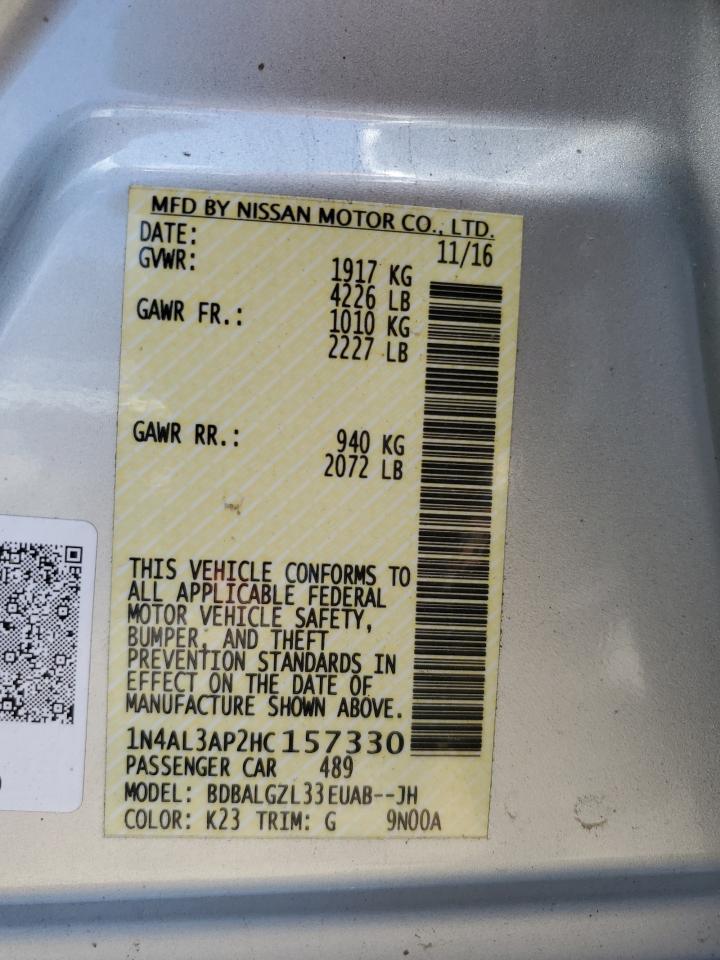 MFD BY NISSAN MOTOR CO., LTD.
DATE: 11/16
GVWR: 1917 KG
4226 LB
GAWR FR.: 1010 KG
2227 LB
GAWR RR.: 940 KG
2072 LB
THIS VEHICLE CONFORMS TO
ALL APPLICABLE FEDERAL
MOTOR VEHICLE SAFETY,
BUMPER, AND THEFT
PREVENTION STANDARDS IN
EFFECT ON THE DATE OF
MANUFACTURE SHOWN ABOVE.
1N4AL3AP2HC157330
PASSENGER CAR 489
MODEL: BDBALGZL33EUAB--JH
COLOR: K23 TRIM: G 9N00A